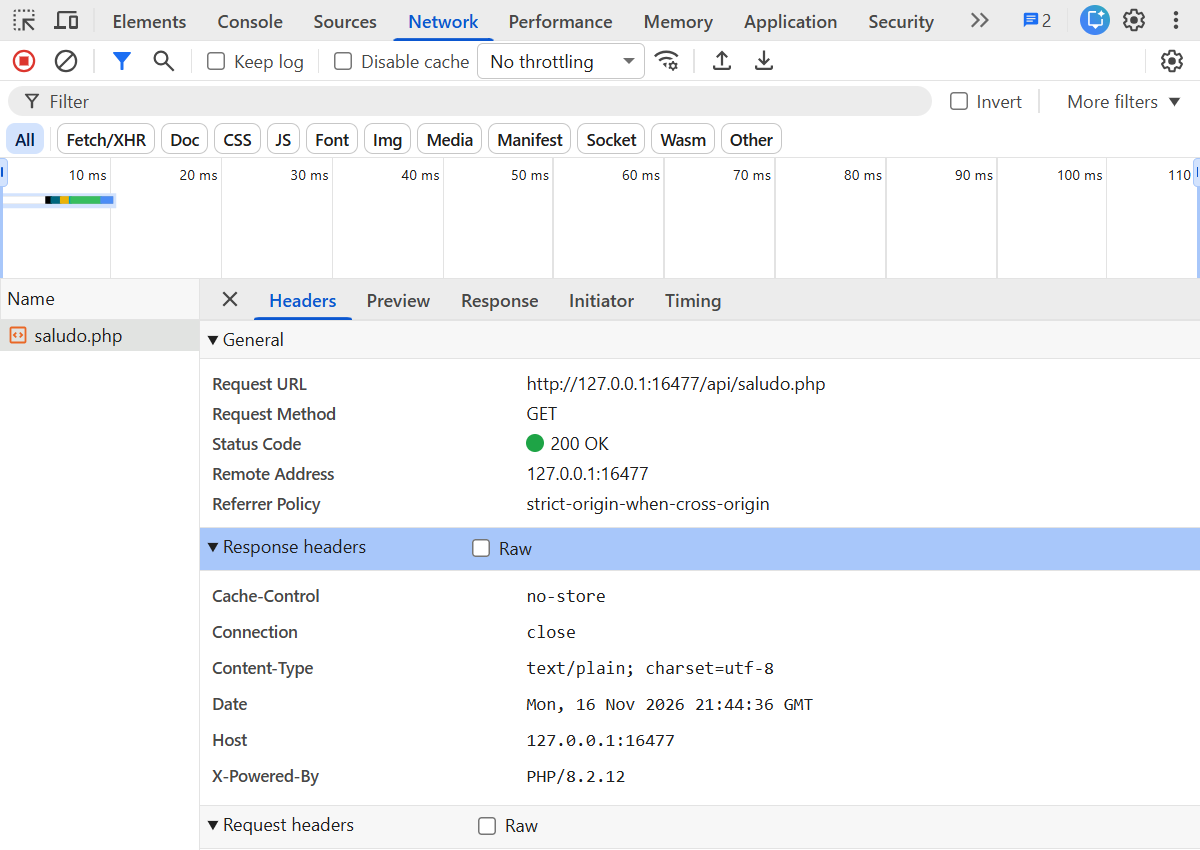 Elements Console Sources Network Performance Memory Application Security 2
Keep log Disable cache No throttling
Filter Invert More filters
All Fetch/XHR Doc CSS JS Font Img Media Manifest Socket Wasm Other
10 ms 20 ms 30 ms 40 ms 50 ms 60 ms 70 ms 80 ms 90 ms 100 ms 110
Name Headers Preview Response Initiator Timing
saludo.php
General
Request URL http://127.0.0.1:16477/api/saludo.php
Request Method GET
Status Code 200 OK
Remote Address 127.0.0.1:16477
Referrer Policy strict-origin-when-cross-origin
Response headers Raw
Cache-Control no-store
Connection close
Content-Type text/plain; charset=utf-8
Date Mon, 16 Nov 2026 21:44:36 GMT
Host 127.0.0.1:16477
X-Powered-By PHP/8.2.12
Request headers Raw